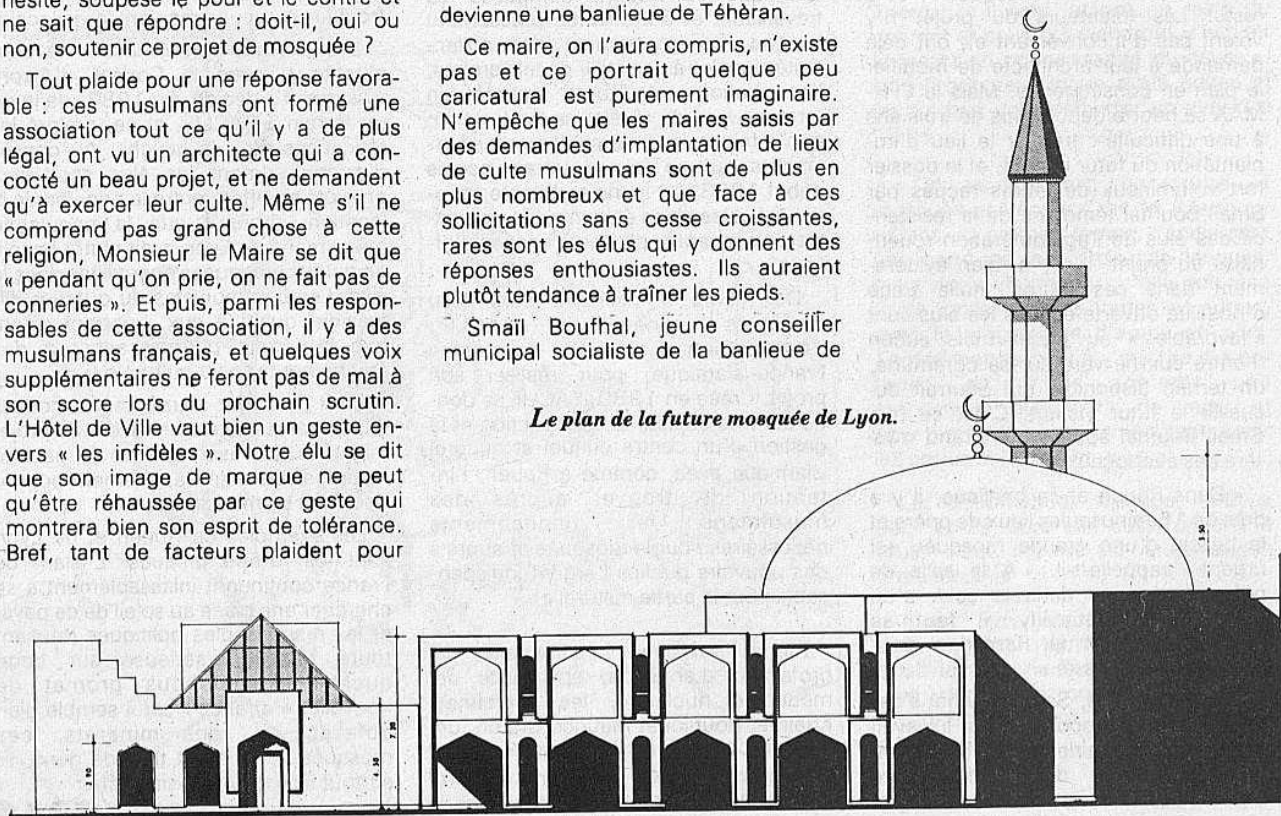 nésité, soupèse le pour et le contre et
ne sait que répondre : doit-il, oui ou
non, soutenir ce projet de mosquée ?
Tout plaide pour une réponse favora-
ble : ces musulmans ont formé une
association tout ce qu'il y a de plus
légal, ont vu un architecte qui a con-
cocté un beau projet, et ne demandent
qu'à exercer leur culte. Même s'il ne
comprend pas grand chose à cette
religion, Monsieur le Maire se dit que
« pendant qu'on prie, on ne fait pas de
conneries ». Et puis, parmi les respon-
sables de cette association, il y a des
musulmans français, et quelques voix
supplémentaires ne feront pas de mal à
son score lors du prochain scrutin.
L'Hôtel de Ville vaut bien un geste en-
vers « les infidèles ». Notre élu se dit
que son image de marque ne peut
qu'être réhaussée par ce geste qui
montrera bien son esprit de tolérance.
Bref, tant de facteurs plaident pour
devienne une banlieue de Téhèran.
Ce maire, on l'aura compris, n'existe
pas et ce portrait quelque peu
caricatural est purement imaginaire.
N'empêche que les maires saisis par
des demandes d'implantation de lieux
de culte musulmans sont de plus en
plus nombreux et que face à ces
sollicitations sans cesse croissantes,
rares sont les élus qui y donnent des
réponses enthousiastes. Ils auraient
plutôt tendance à traîner les pieds.
Smaïl Boufhal, jeune conseiller
municipal socialiste de la banlieue de
Le plan de la future mosquée de Lyon.